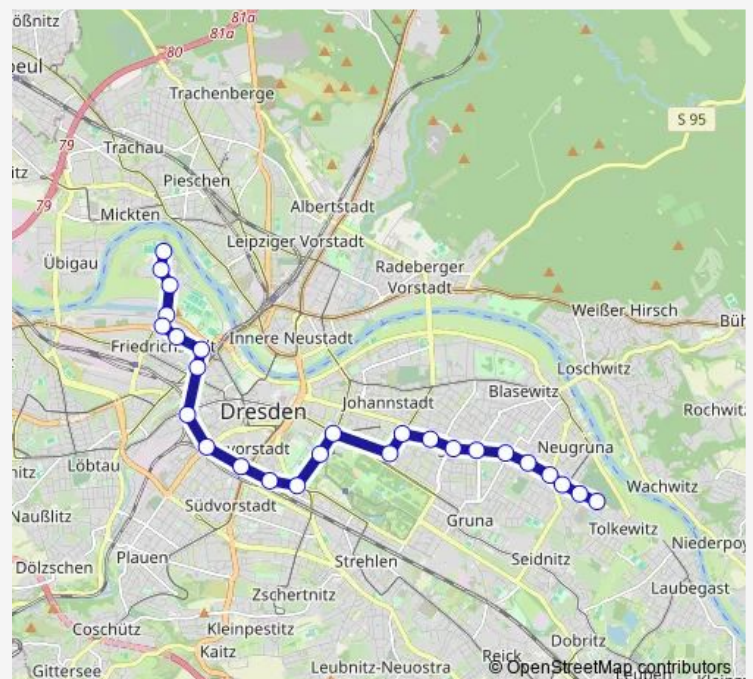 ößnitz
81a
81a
80
beul
Trachenberge
S 95
79
Trachau
itz
Pieschen
79
Albertstadt
Mickten
Leipziger Vorstadt
Übigau
Radeberger
Vorstadt
Weißer Hirsch
Büh
Friedrich
Innere Neustadt
Loschwitz
Blasewitz
Dresden
Johannstadt
Rochwitz
vorstadt
Neugruna
nitz
Löbtau
Wachwitz
Südvorstadt
Naußlitz
Gruna
Tolkewitz
Niederpoy
Plauen
Strehlen
Seidnitz
Dölzschen
Zschertnitz
Laubegast
Coschütz
Kleinpestitz
Kaitz
Dobritz
Gittersee
Leubnitz-Neuostra
Reick
© OpenStreetMap contributors